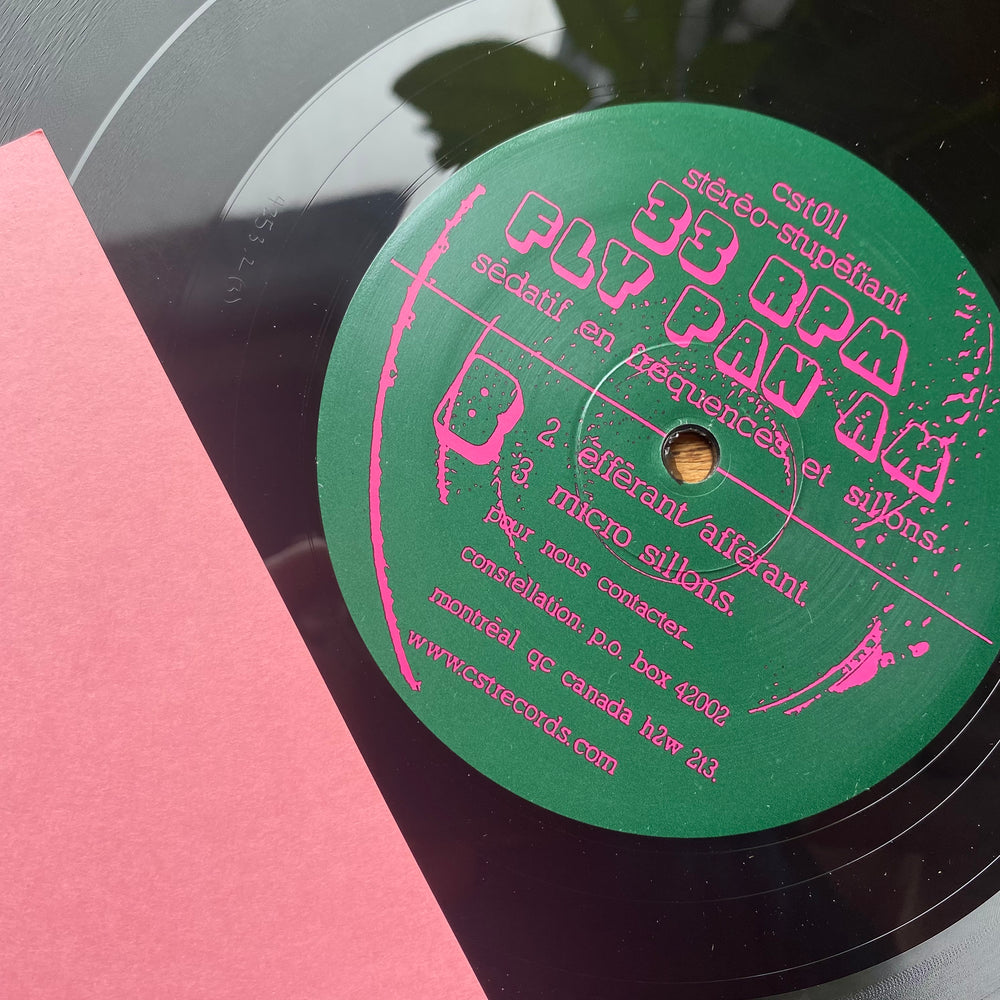 cst011
stéréo-stupéfiant
33 RPM
FLY PAN AM
sédatif en fréquences et sillons.
B
2 éfférant/afférant.
3. micro sillons.
pour nous contacter_
constellation: p.o. box 42002
montréal qc canada h2w 2t3.
www.cstrecords.com